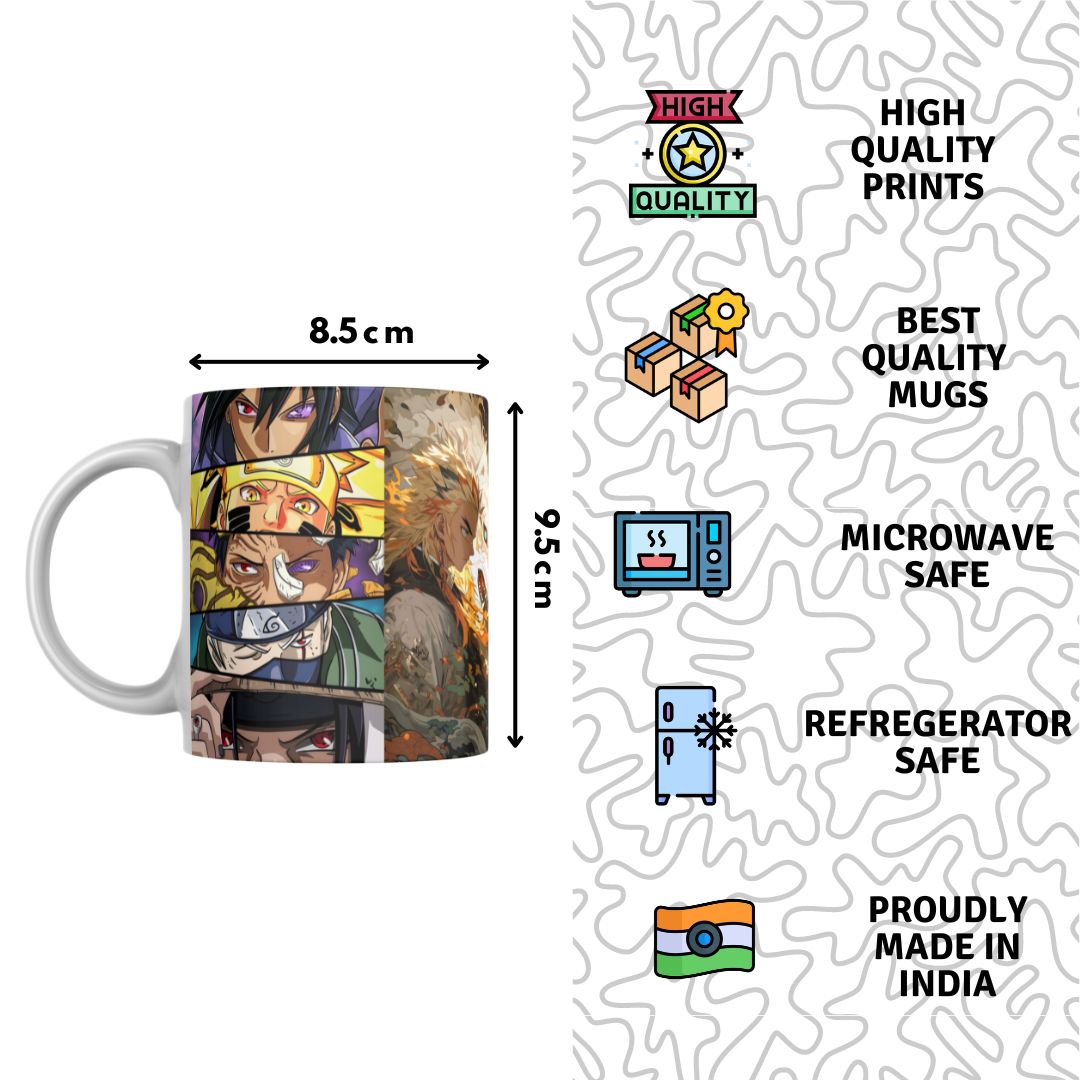 8.5 cm
9.5 cm
HIGH
QUALITY
HIGH
QUALITY
PRINTS
BEST
QUALITY
MUGS
MICROWAVE
SAFE
REFREGERATOR
SAFE
PROUDLY
MADE IN
INDIA